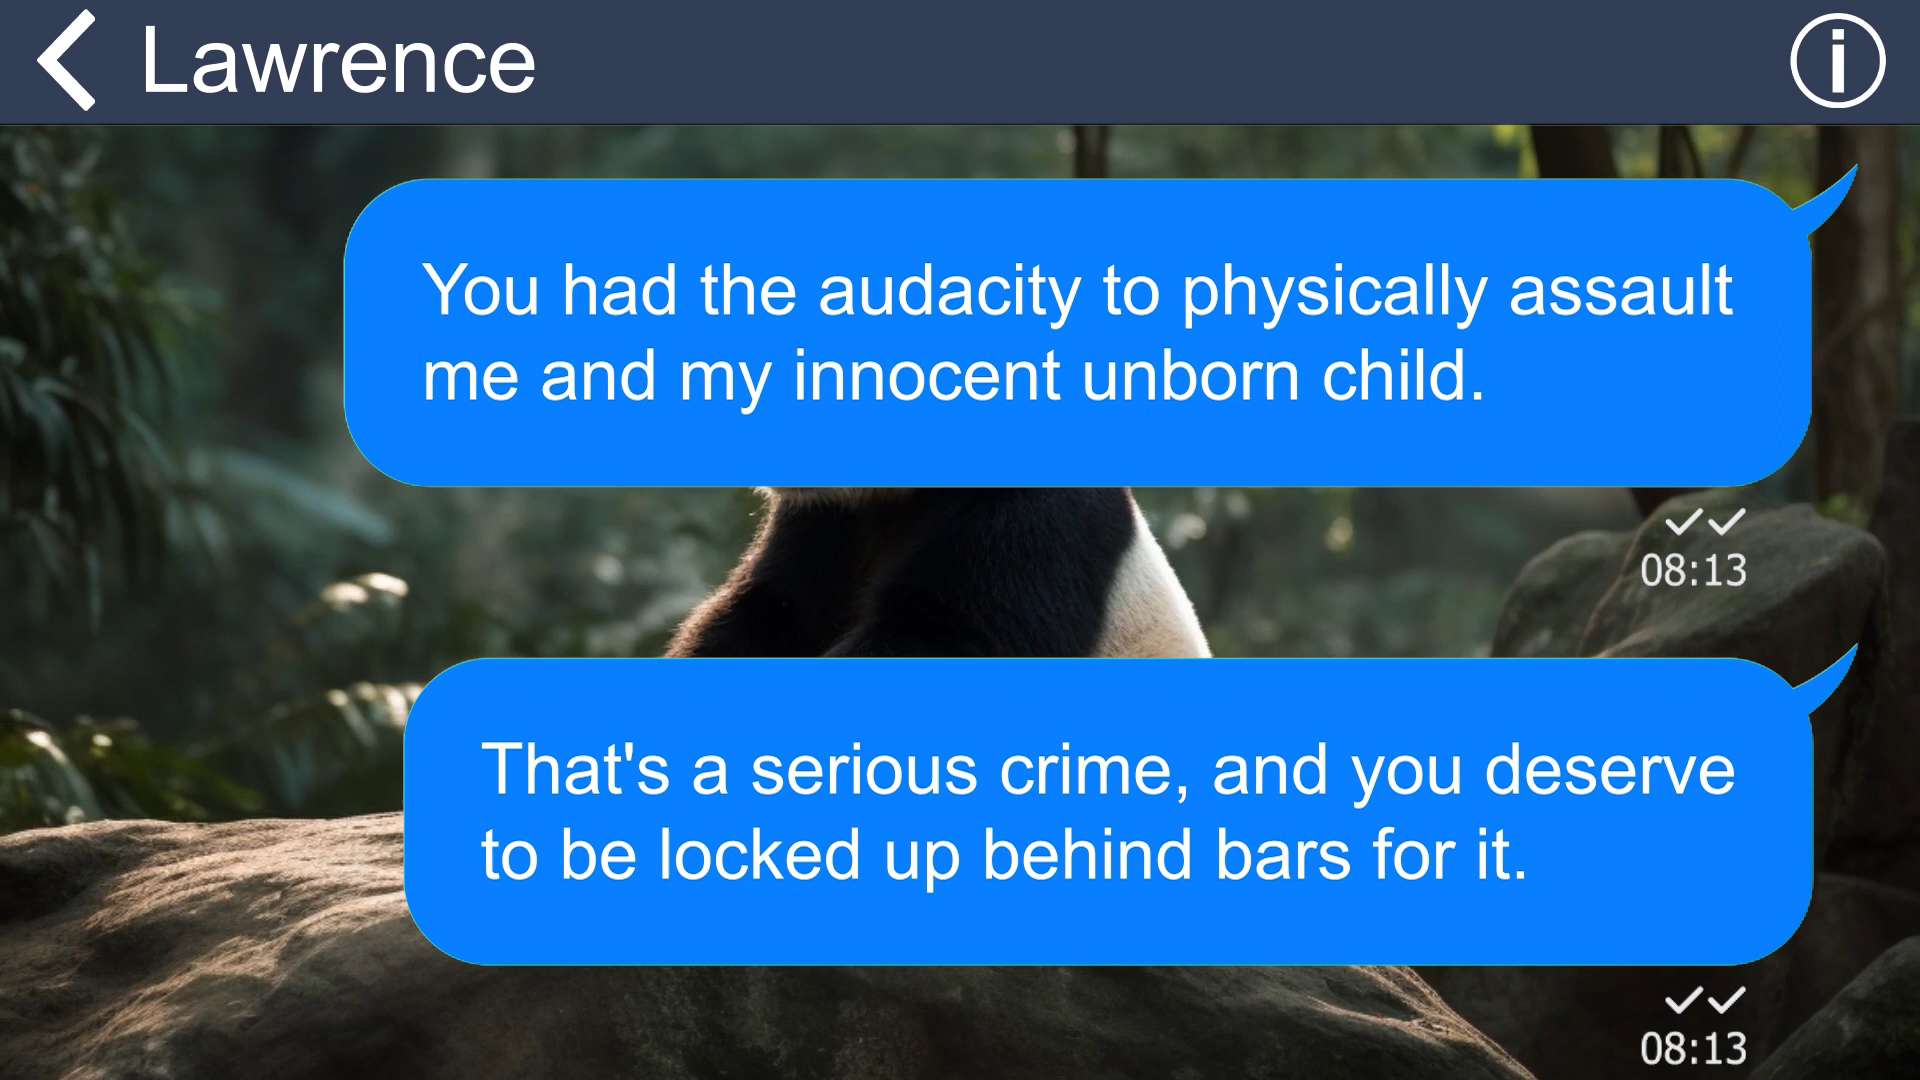 Lawrence
You had the audacity to physically assault
me and my innocent unborn child.
08:13
That's a serious crime, and you deserve
to be locked up behind bars for it.
08:13